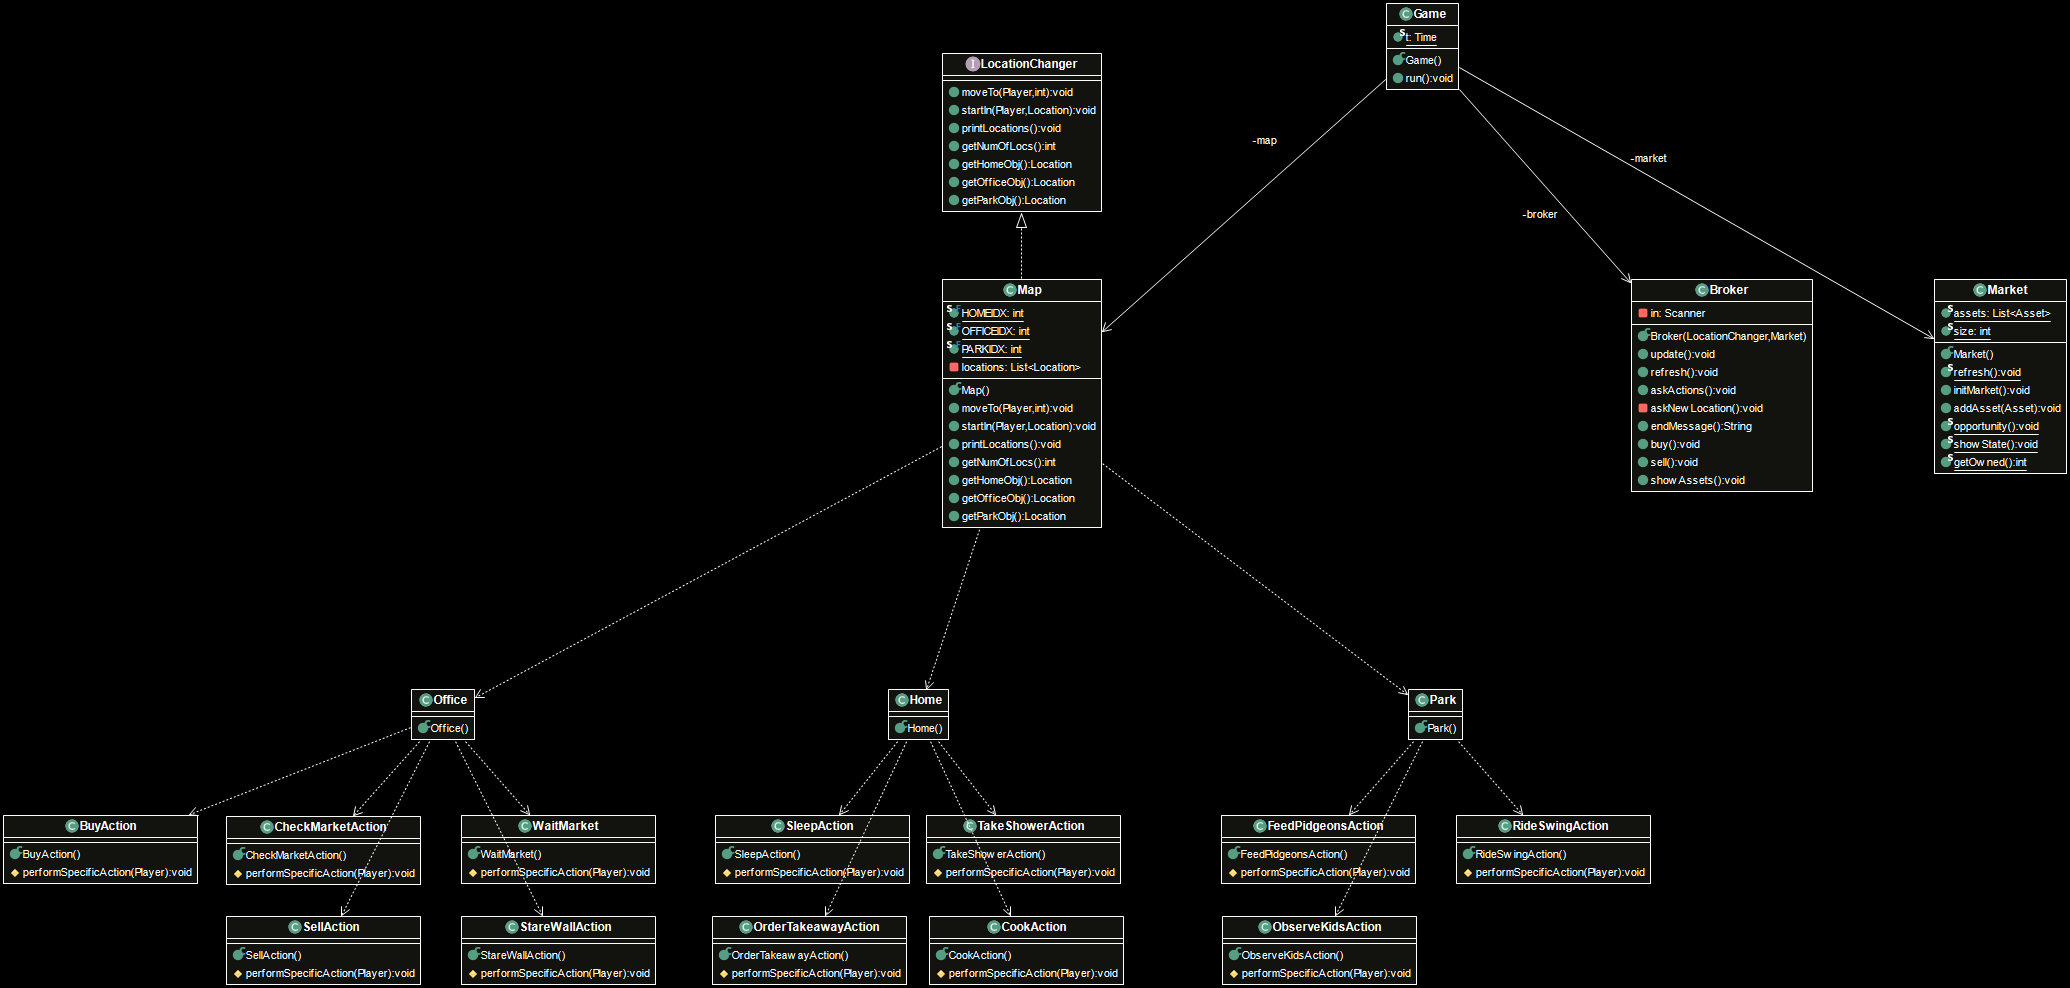 Game
t: Time
Game()
run():void
LocationChanger
moveTo(Player,int):void
startIn(Player,Location):void
printLocations():void
getNumOfLocs():int
getHomeObj():Location
getOfficeObj():Location
getParkObj():Location
-map
-market
-broker
Map
HOMEIDX: int
OFFICEIDX: int
PARKIDX: int
locations: List<Location>
Map()
moveTo(Player,int):void
startIn(Player,Location):void
printLocations():void
getNumOfLocs():int
getHomeObj():Location
getOfficeObj():Location
getParkObj():Location
Broker
in: Scanner
Broker(LocationChanger,Market)
update():void
refresh():void
askActions():void
askNewLocation():void
endMessage():String
buy():void
sell():void
showAssets():void
Market
assets: List<Asset>
size: int
Market()
refresh():void
initMarket():void
addAsset(Asset):void
opportunity():void
showState():void
getOwned():int
Office
Office()
Home
Home()
Park
Park()
BuyAction
BuyAction()
performSpecificAction(Player):void
CheckMarketAction
CheckMarketAction()
performSpecificAction(Player):void
WaitMarket
WaitMarket()
performSpecificAction(Player):void
SleepAction
SleepAction()
performSpecificAction(Player):void
TakeShowerAction
TakeShowerAction()
performSpecificAction(Player):void
FeedPidgeonsAction
FeedPidgeonsAction()
performSpecificAction(Player):void
RideSwingAction
RideSwingAction()
performSpecificAction(Player):void
SellAction
SellAction()
performSpecificAction(Player):void
StareWallAction
StareWallAction()
performSpecificAction(Player):void
OrderTakeawayAction
OrderTakeawayAction()
performSpecificAction(Player):void
CookAction
CookAction()
performSpecificAction(Player):void
ObserveKidsAction
ObserveKidsAction()
performSpecificAction(Player):void